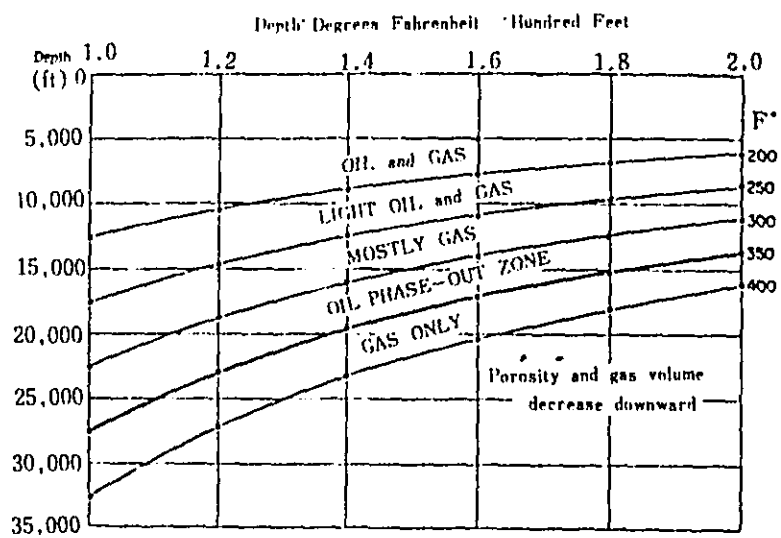 Depth Degrees Fahrenheit Hundred Feet
Depth 1.0 1.2 1.4 1.6 1.8 2.0
(ft) 0
F°
5,000
OIL and GAS
200
10,000
LIGHT OIL and GAS
250
MOSTLY GAS
300
15,000
OIL PHASE-OUT ZONE
350
GAS ONLY
400
20,000
25,000
Porosity and gas volume
decrease downward
30,000
35,000